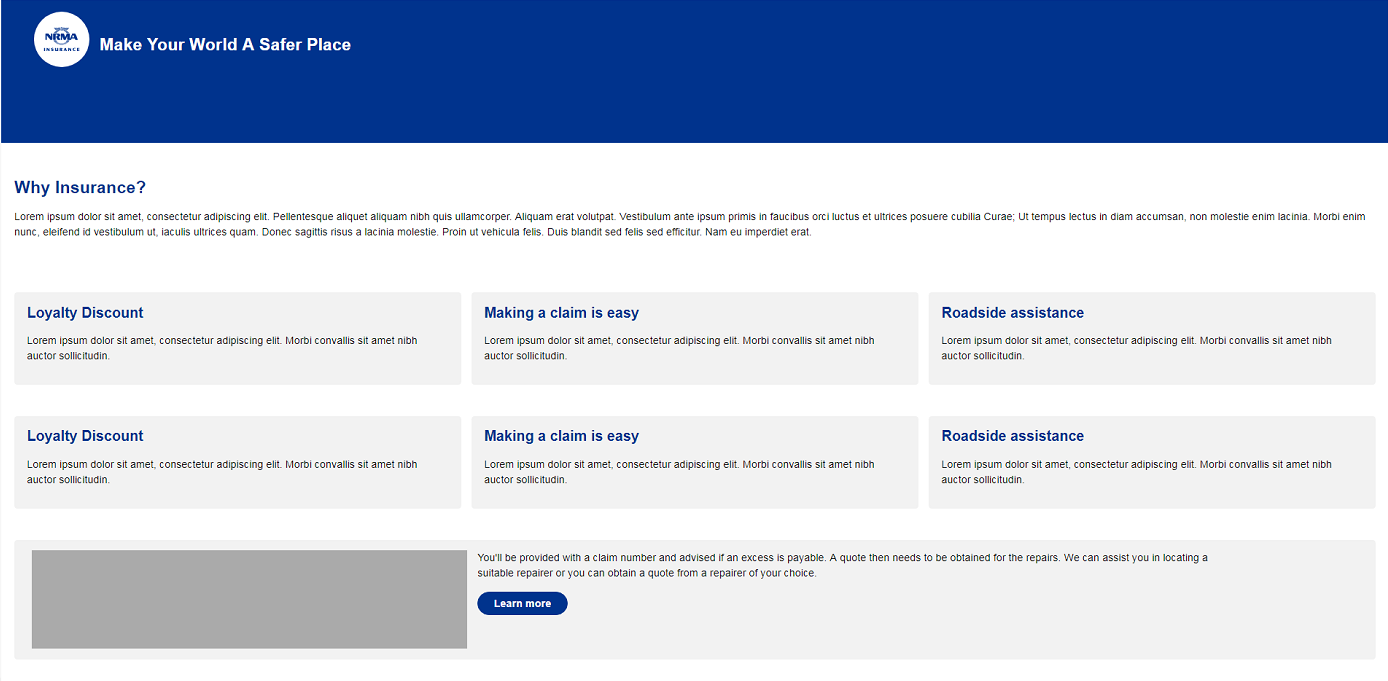 NRMA
INSURANCE
Make Your World A Safer Place
Why Insurance?
Lorem ipsum dolor sit amet, consectetur adipiscing elit. Pellentesque aliquet aliquam nibh quis ullamcorper. Aliquam erat volutpat. Vestibulum ante ipsum primis in faucibus orci luctus et ultrices posuere cubilia Curae; Ut tempus lectus in diam accumsan, non molestie enim lacinia. Morbi enim
nunc, eleifend id vestibulum ut, iaculis ultrices quam. Donec sagittis risus a lacinia molestie. Proin ut vehicula felis. Duis blandit sed felis sed efficitur. Nam eu imperdiet erat.
Loyalty Discount
Lorem ipsum dolor sit amet, consectetur adipiscing elit. Morbi convallis sit amet nibh
auctor sollicitudin.
Making a claim is easy
Lorem ipsum dolor sit amet, consectetur adipiscing elit. Morbi convallis sit amet nibh
auctor sollicitudin.
Roadside assistance
Lorem ipsum dolor sit amet, consectetur adipiscing elit. Morbi convallis sit amet nibh
auctor sollicitudin.
Loyalty Discount
Lorem ipsum dolor sit amet, consectetur adipiscing elit. Morbi convallis sit amet nibh
auctor sollicitudin.
Making a claim is easy
Lorem ipsum dolor sit amet, consectetur adipiscing elit. Morbi convallis sit amet nibh
auctor sollicitudin.
Roadside assistance
Lorem ipsum dolor sit amet, consectetur adipiscing elit. Morbi convallis sit amet nibh
auctor sollicitudin.
You'll be provided with a claim number and advised if an excess is payable. A quote then needs to be obtained for the repairs. We can assist you in locating a
suitable repairer or you can obtain a quote from a repairer of your choice.
Learn more